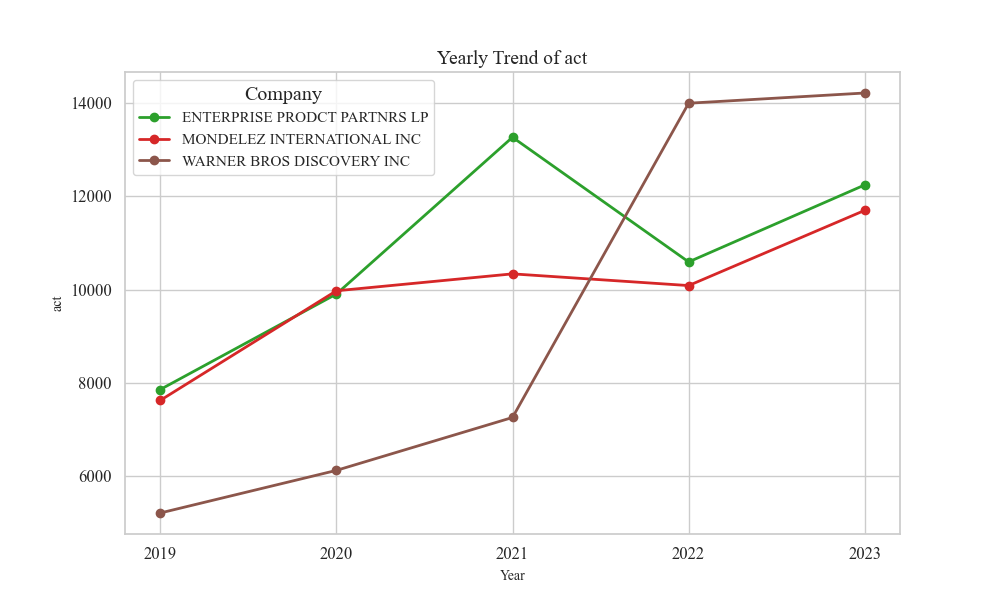 Yearly Trend of act
Company
ENTERPRISE PRODCT PARTNRS LP
MONDELEZ INTERNATIONAL INC
WARNER BROS DISCOVERY INC
14000
12000
10000
8000
6000
act
2019 2020 2021 2022 2023
Year